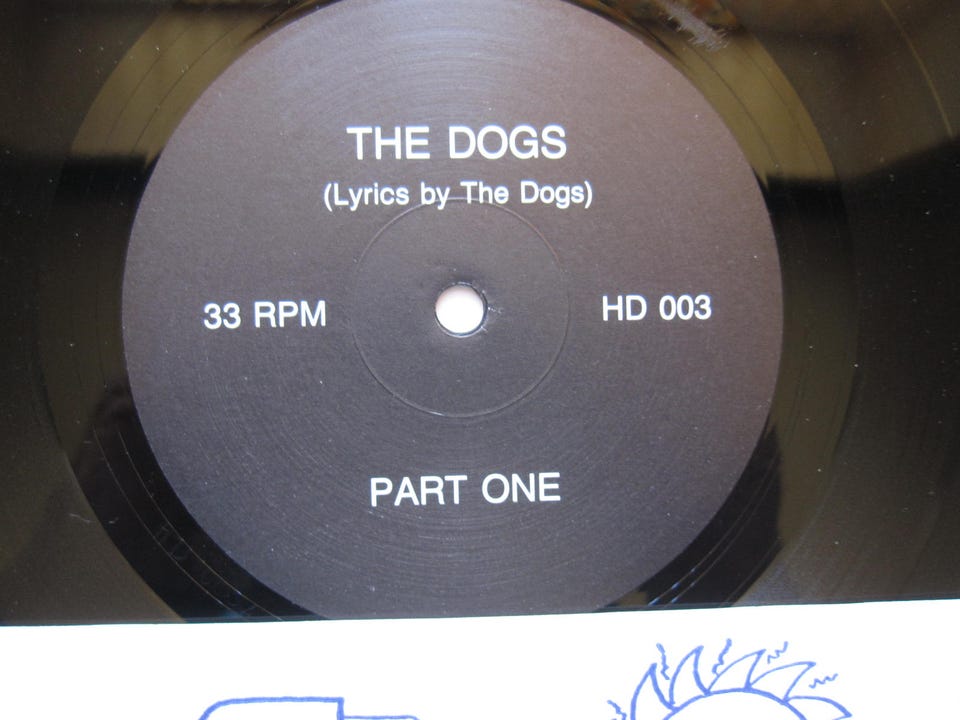 THE DOGS
(Lyrics by The Dogs)
33 RPM
HD 003
PART ONE